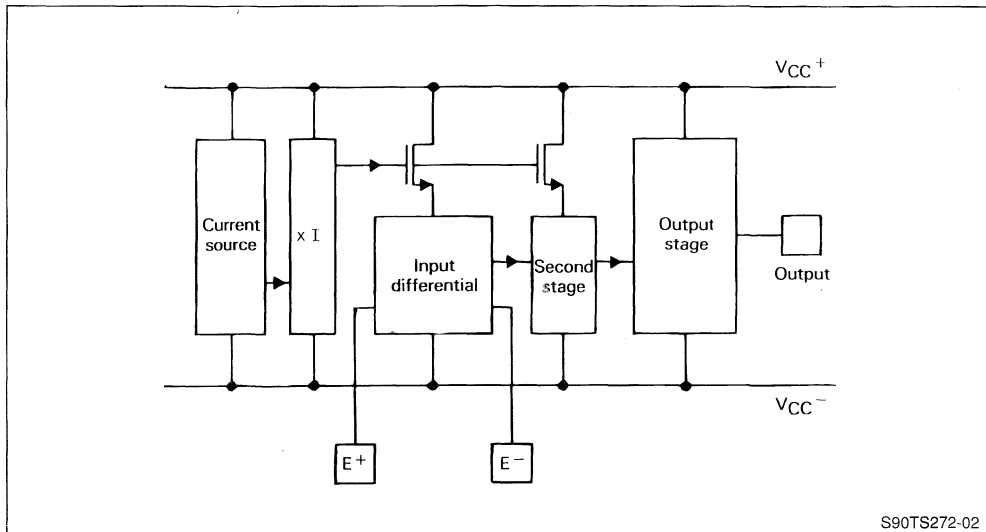 VCC+
Current
source
x I
Input
differential
Second
stage
Output
stage
Output
VCC−
E+
E−
S90TS272-02